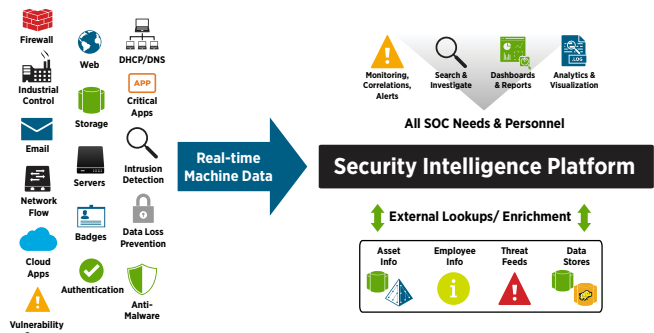 Firewall
Industrial
Control
Email
Network
Flow
Cloud
Apps
Vulnerability
Web
Storage
Servers
Badges
Authentication
DHCP/DNS
APP
Critical
Apps
Intrusion
Detection
Data Loss
Prevention
Anti-
Malware
Real-time
Machine Data
Monitoring,
Correlations,
Alerts
Search &
Investigate
Dashboards
& Reports
.LOG
Analytics &
Visualization
All SOC Needs & Personnel
Security Intelligence Platform
External Lookups/ Enrichment
Asset
Info
Employee
Info
i
Threat
Feeds
Data
Stores